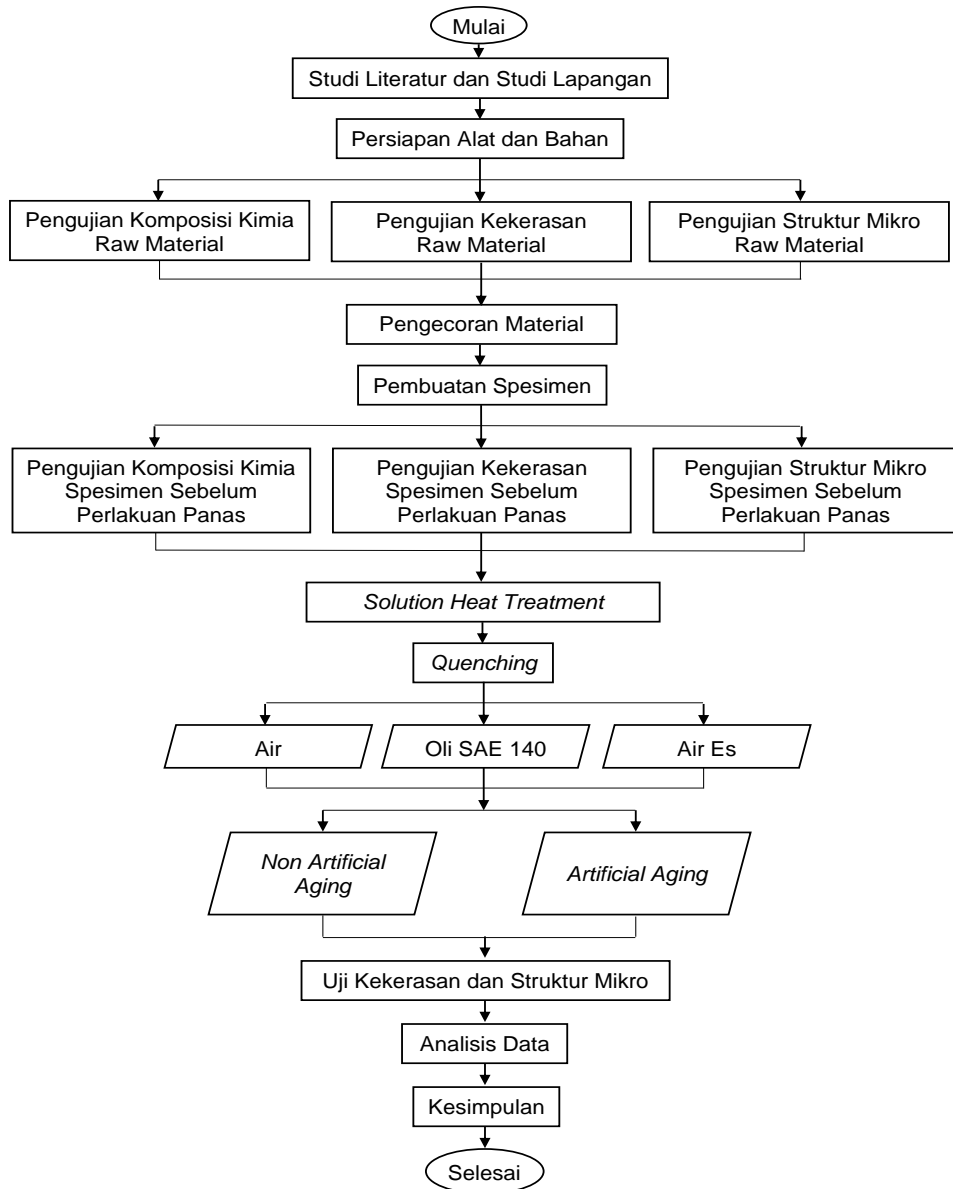 Mulai
Studi Literatur dan Studi Lapangan
Persiapan Alat dan Bahan
Pengujian Komposisi Kimia
Raw Material
Pengujian Kekerasan
Raw Material
Pengujian Struktur Mikro
Raw Material
Pengecoran Material
Pembuatan Spesimen
Pengujian Komposisi Kimia
Spesimen Sebelum
Perlakuan Panas
Pengujian Kekerasan
Spesimen Sebelum
Perlakuan Panas
Pengujian Struktur Mikro
Spesimen Sebelum
Perlakuan Panas
Solution Heat Treatment
Quenching
Air
Oli SAE 140
Air Es
Non Artificial
Aging
Artificial Aging
Uji Kekerasan dan Struktur Mikro
Analisis Data
Kesimpulan
Selesai